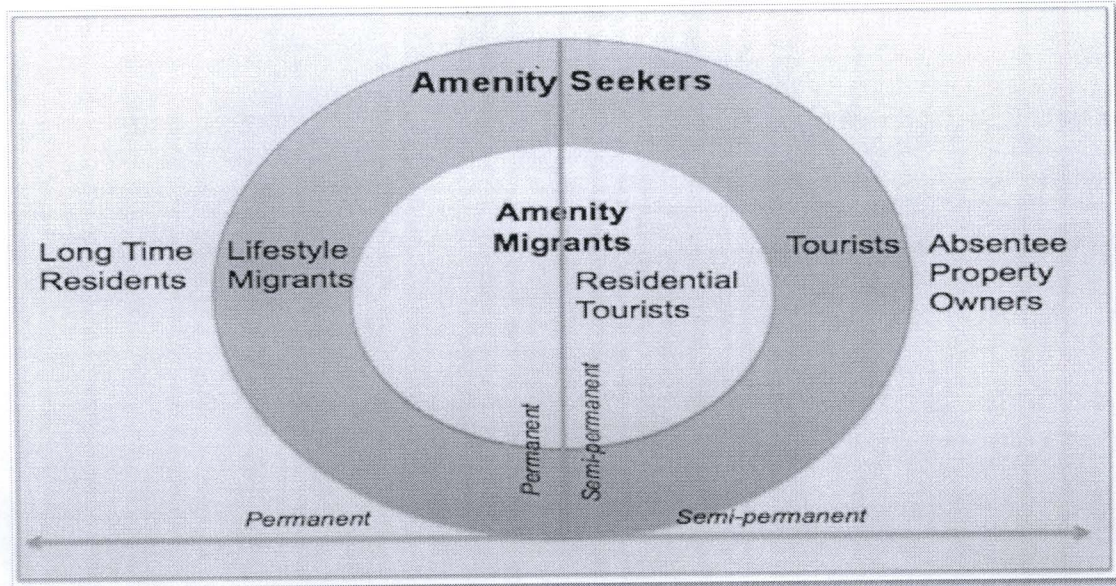 Amenity Seekers
Amenity
Migrants
Long Time
Residents
Lifestyle
Migrants
Residential
Tourists
Tourists
Absentee
Property
Owners
Permanent
Semi-permanent
Permanent
Semi-permanent